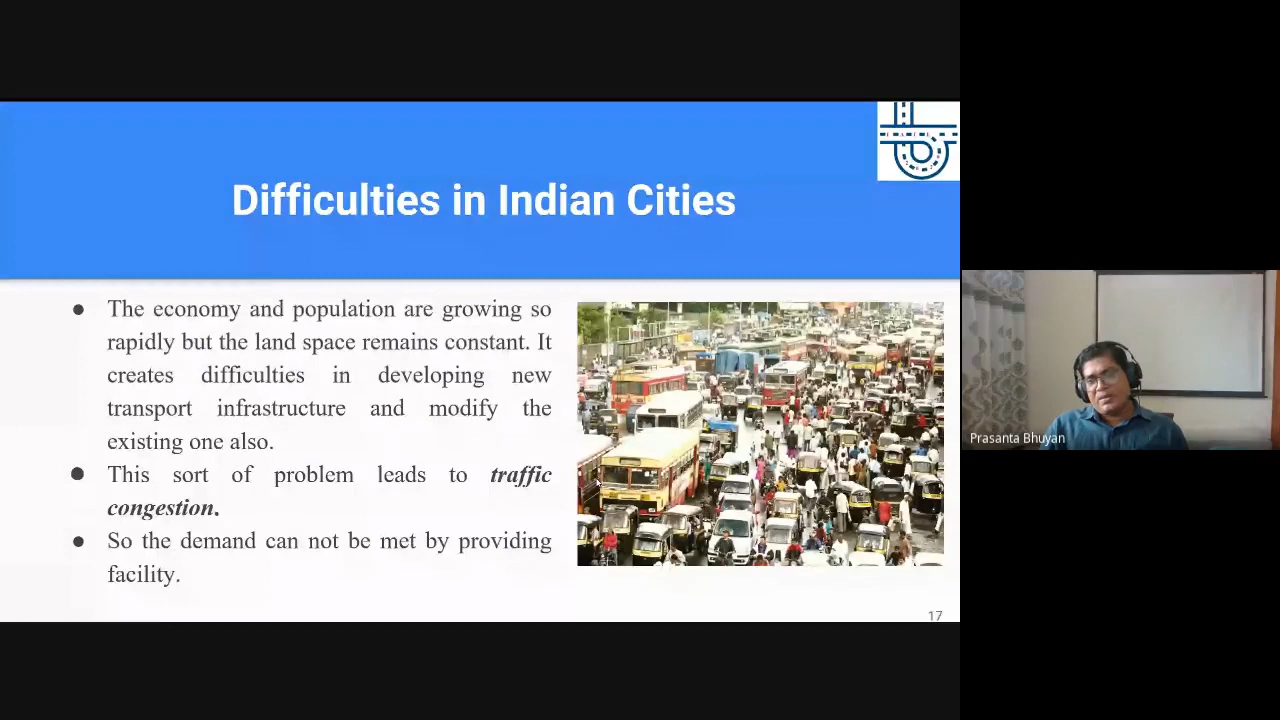 Difficulties in Indian Cities
● The economy and population are growing so
rapidly but the land space remains constant. It
creates difficulties in developing new
transport infrastructure and modify the
existing one also.
● This sort of problem leads to traffic
congestion.
● So the demand can not be met by providing
facility.
17
Prasanta Bhuyan